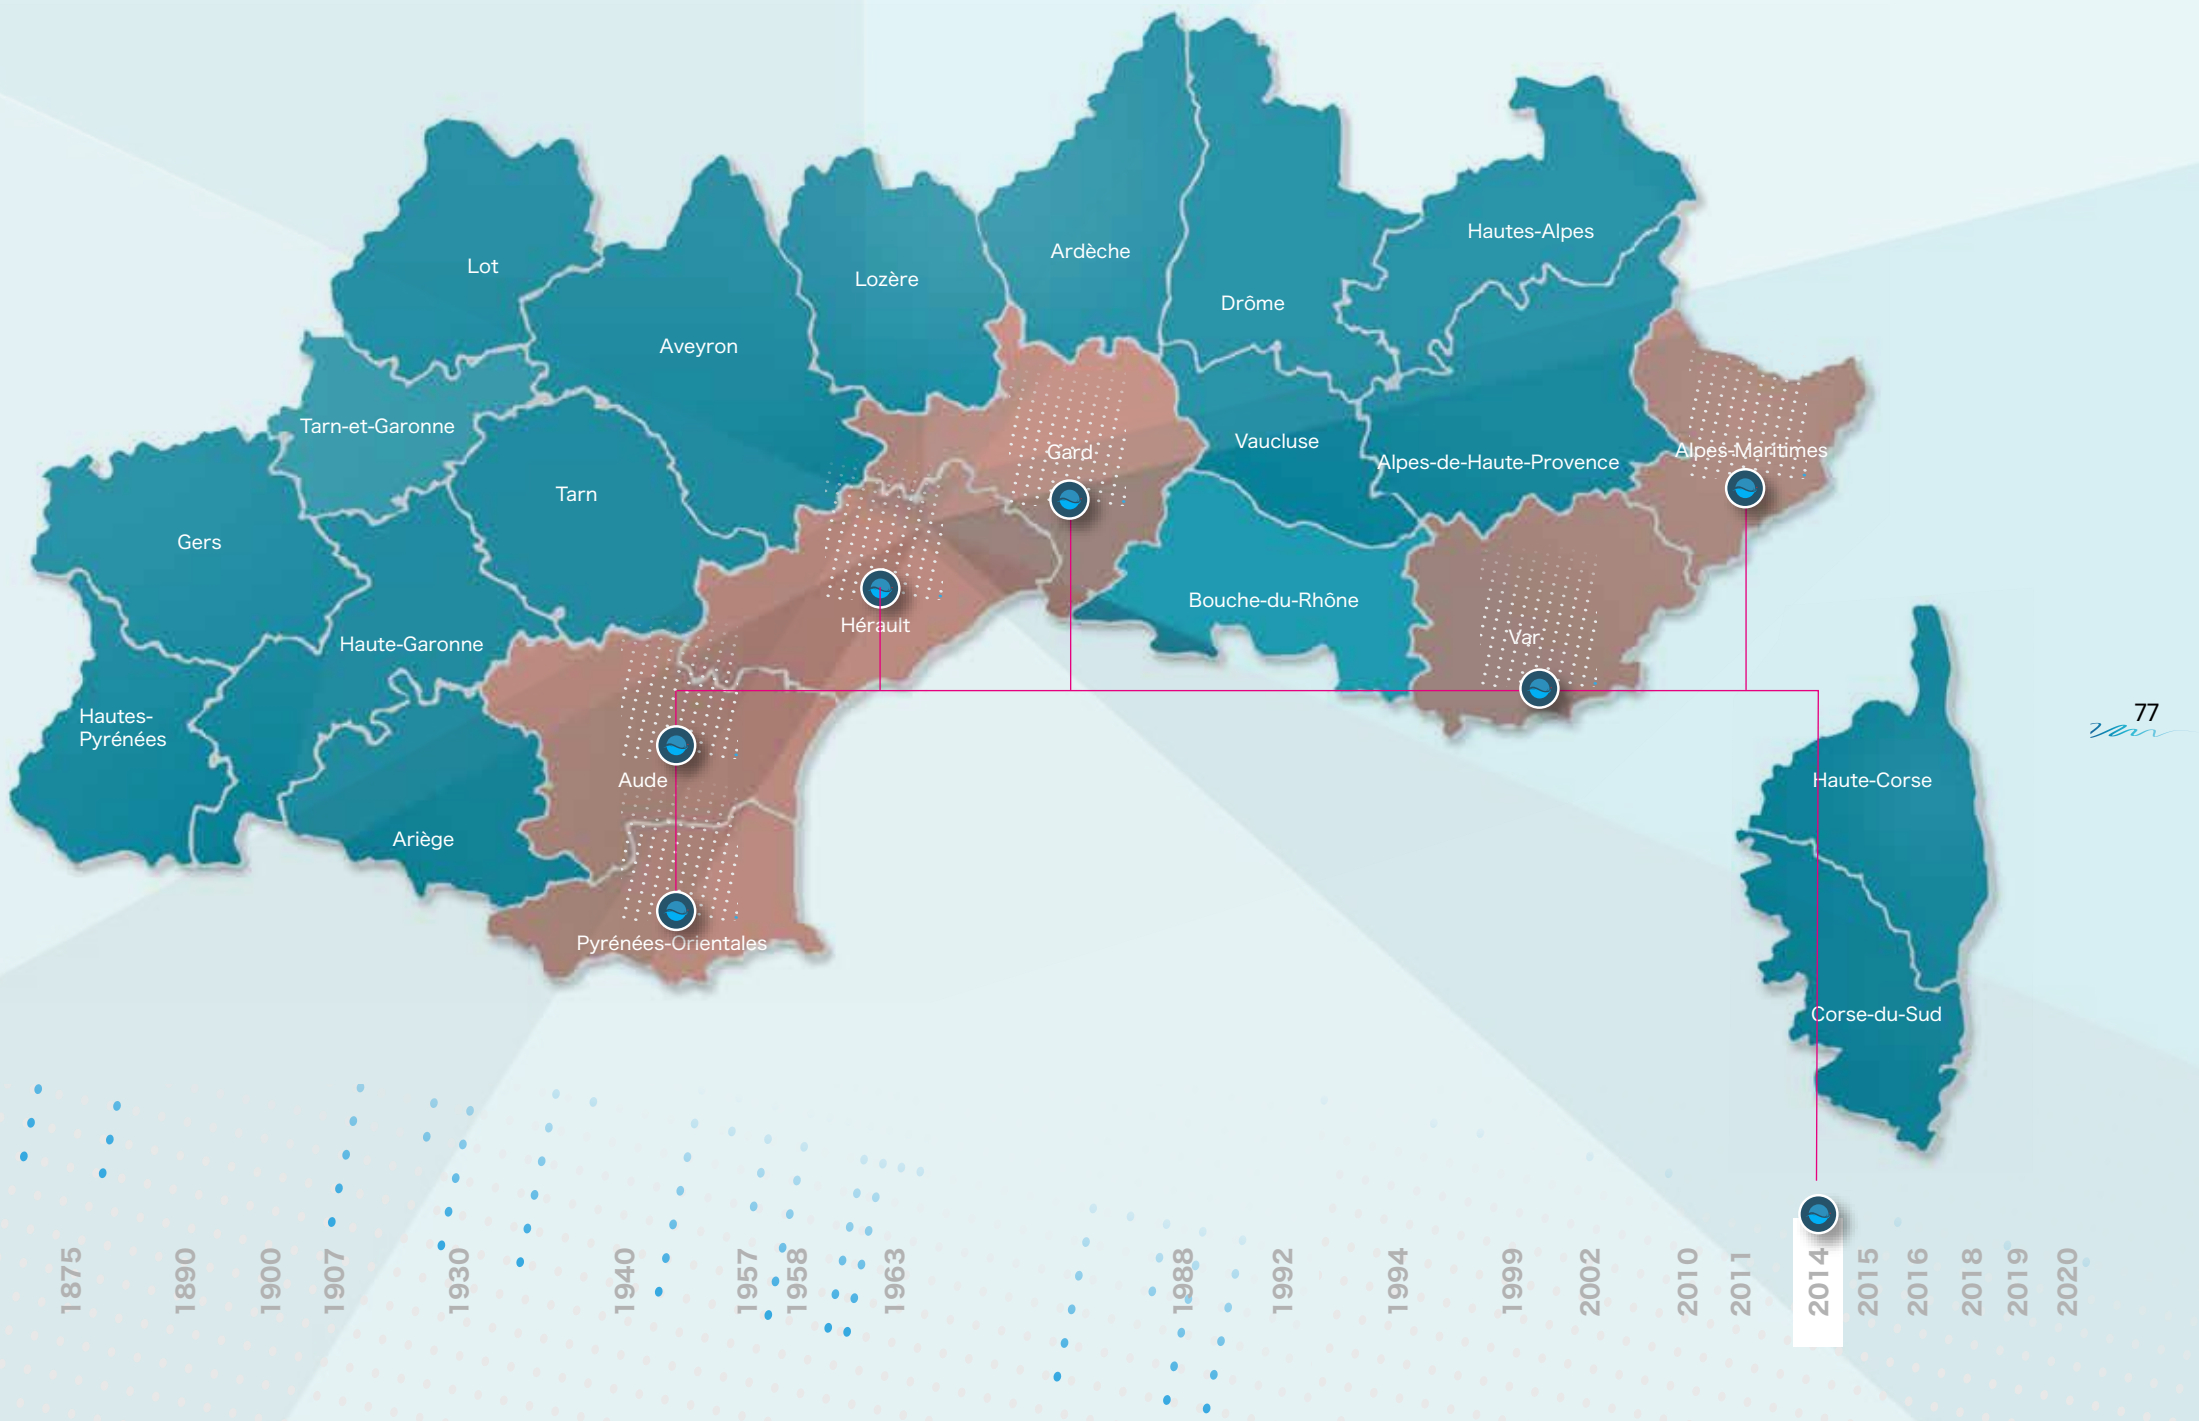 Lot
Aveyron
Lozère
Ardèche
Drôme
Hautes-Alpes
Tarn-et-Garonne
Gard
Vaucluse
Alpes-de-Haute-Provence
Alpes-Maritimes
Tarn
Gers
Bouche-du-Rhône
Hérault
Var
Haute-Garonne
Hautes-
Pyrénées
77
Aude
Haute-Corse
Ariège
Pyrénées-Orientales
Corse-du-Sud
1875
1890
1900
1907
1930
1940
1957
1958
1963
1988
1992
1994
1999
2002
2010
2011
2014
2015
2016
2018
2019
2020